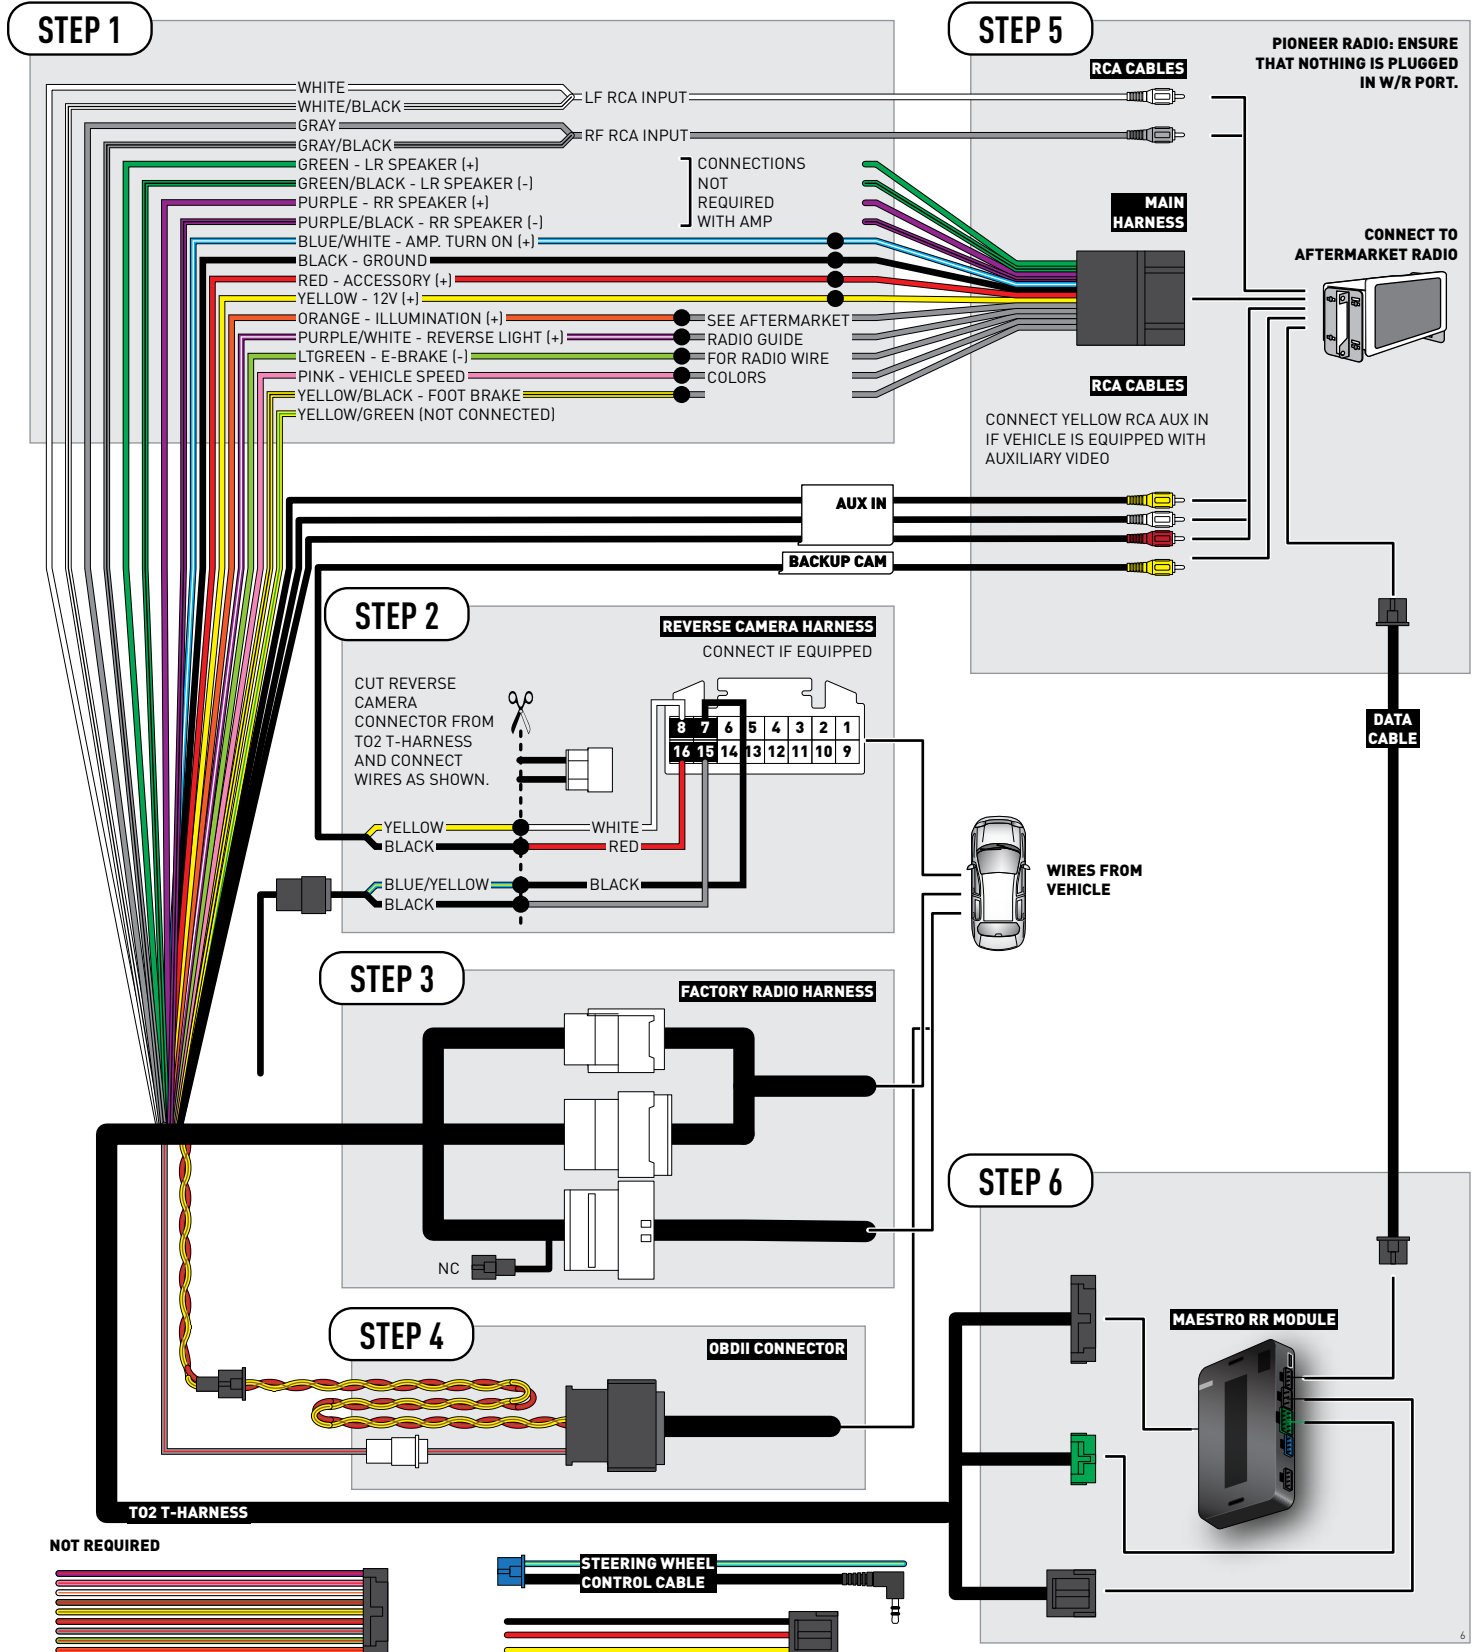 STEP 1
WHITE
WHITE/BLACK
LF RCA INPUT
GRAY
GRAY/BLACK
RF RCA INPUT
GREEN - LR SPEAKER (+)
GREEN/BLACK - LR SPEAKER (-)
PURPLE - RR SPEAKER (+)
PURPLE/BLACK - RR SPEAKER (-)
CONNECTIONS
NOT
REQUIRED
WITH AMP
BLUE/WHITE - AMP. TURN ON (+)
BLACK - GROUND
RED - ACCESSORY (+)
YELLOW - 12V (+)
ORANGE - ILLUMINATION (+)
PURPLE/WHITE - REVERSE LIGHT (+)
LTGREEN - E-BRAKE (-)
PINK - VEHICLE SPEED
YELLOW/BLACK - FOOT BRAKE
YELLOW/GREEN (NOT CONNECTED)
SEE AFTERMARKET
RADIO GUIDE
FOR RADIO WIRE
COLORS
STEP 5
PIONEER RADIO: ENSURE
THAT NOTHING IS PLUGGED
IN W/R PORT.
RCA CABLES
MAIN
HARNESS
CONNECT TO
AFTERMARKET RADIO
RCA CABLES
CONNECT YELLOW RCA AUX IN
IF VEHICLE IS EQUIPPED WITH
AUXILIARY VIDEO
AUX IN
BACKUP CAM
STEP 2
REVERSE CAMERA HARNESS
CONNECT IF EQUIPPED
CUT REVERSE
CAMERA
CONNECTOR FROM
TO2 T-HARNESS
AND CONNECT
WIRES AS SHOWN.
8 7 6 5 4 3 2 1
16 15 14 13 12 11 10 9
YELLOW
WHITE
BLACK
RED
BLUE/YELLOW
BLACK
BLACK
DATA
CABLE
WIRES FROM
VEHICLE
STEP 3
FACTORY RADIO HARNESS
NC
STEP 4
OBDII CONNECTOR
STEP 6
MAESTRO RR MODULE
TO2 T-HARNESS
NOT REQUIRED
STEERING WHEEL
CONTROL CABLE
6